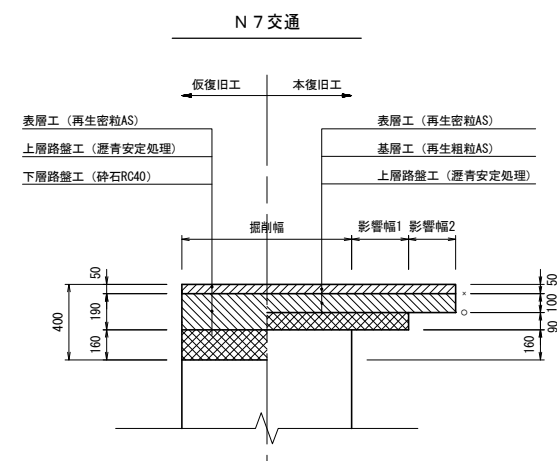 N 7 交通
仮復旧工 本復旧工
表層工（再生密粒AS） 表層工（再生密粒AS）
上層路盤工（瀝青安定処理） 基層工（再生粗粒AS）
下層路盤工（砕石RC40） 上層路盤工（瀝青安定処理）
掘削幅 影響幅1 影響幅2
50 50
190 100
400 90
160 160